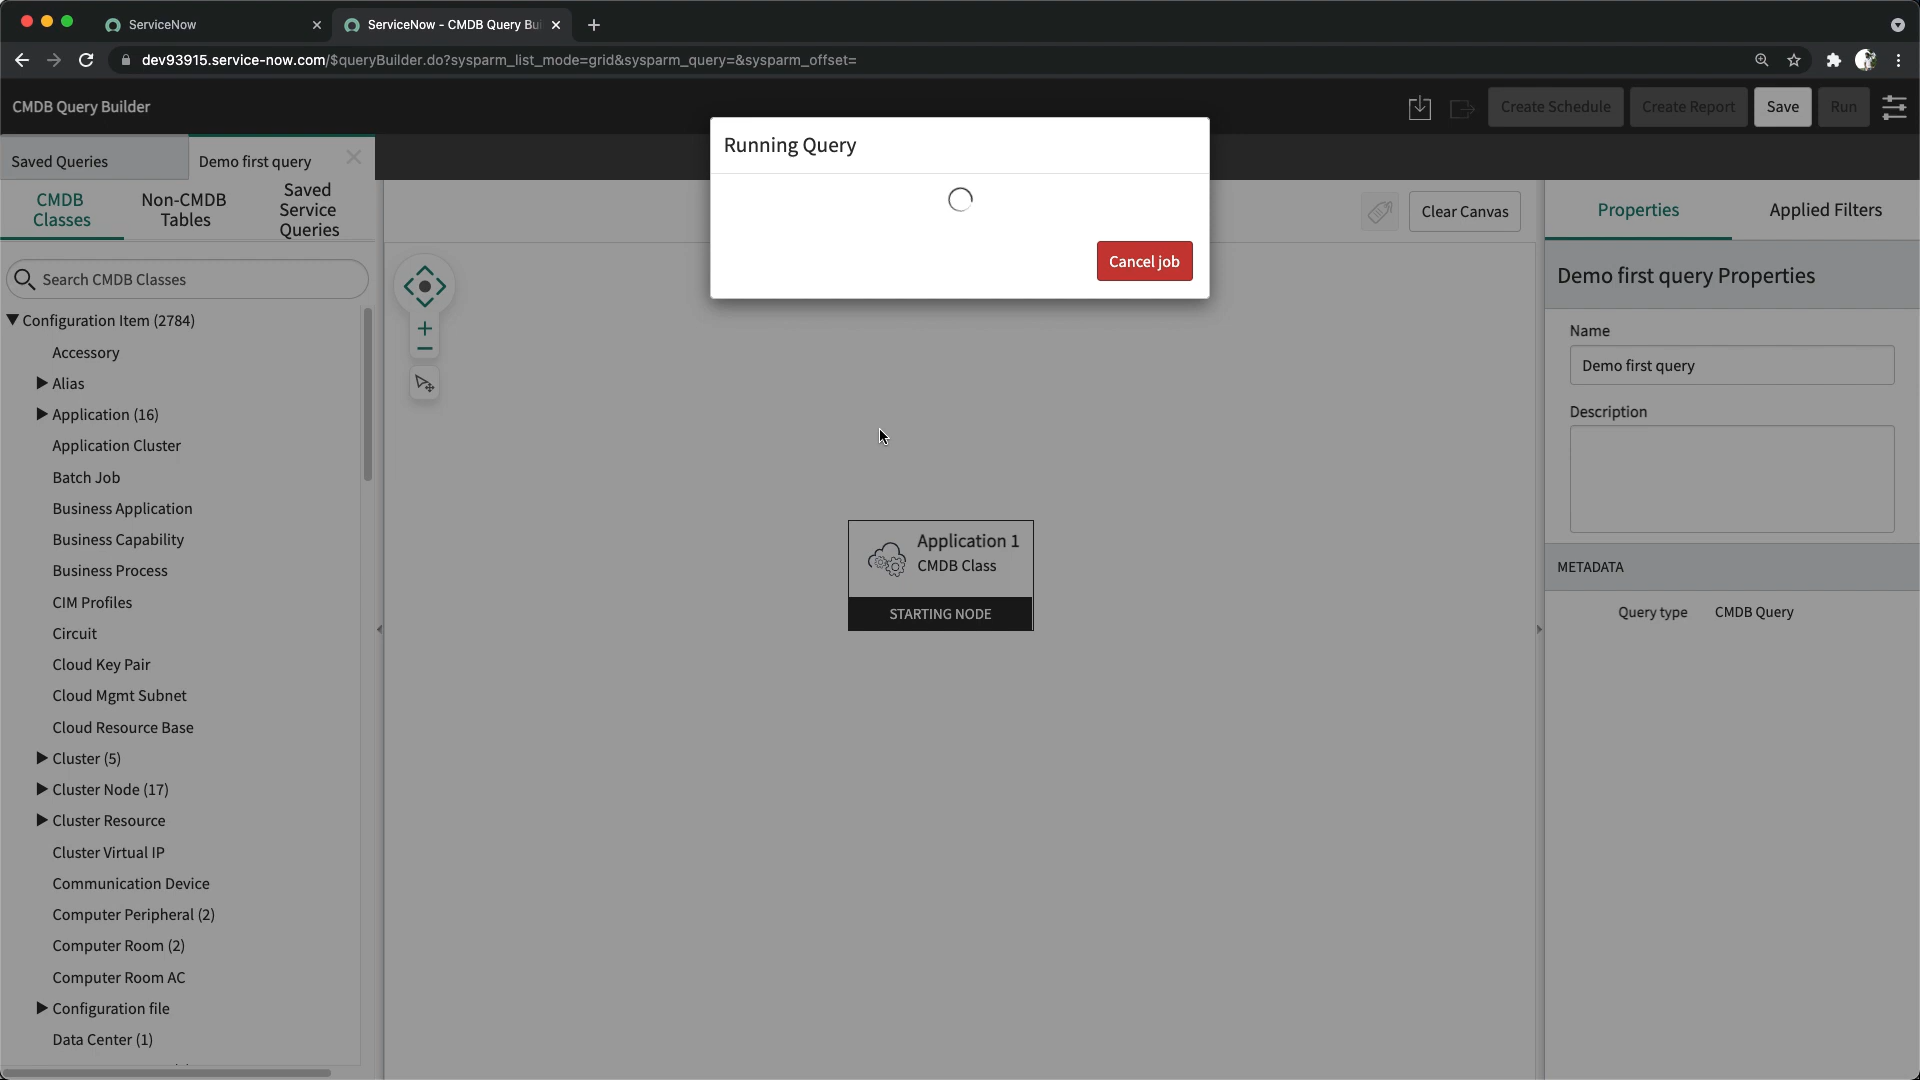 ServiceNow
ServiceNow - CMDB Query Bui
dev93915.service-now.com/$queryBuilder.do?sysparm_list_mode=grid&sysparm_query=&sysparm_offset=
CMDB Query Builder
Create Schedule
Create Report
Save
Run
Saved Queries
Demo first query
Running Query
Cancel job
CMDB
Classes
Non-CMDB
Tables
Saved
Service
Queries
Clear Canvas
Properties
Applied Filters
Search CMDB Classes
Configuration Item (2784)
Accessory
Alias
Application (16)
Application Cluster
Batch Job
Business Application
Business Capability
Business Process
CIM Profiles
Circuit
Cloud Key Pair
Cloud Mgmt Subnet
Cloud Resource Base
Cluster (5)
Cluster Node (17)
Cluster Resource
Cluster Virtual IP
Communication Device
Computer Peripheral (2)
Computer Room (2)
Computer Room AC
Configuration file
Data Center (1)
Application 1
CMDB Class
STARTING NODE
Demo first query Properties
Name
Demo first query
Description
METADATA
Query type CMDB Query